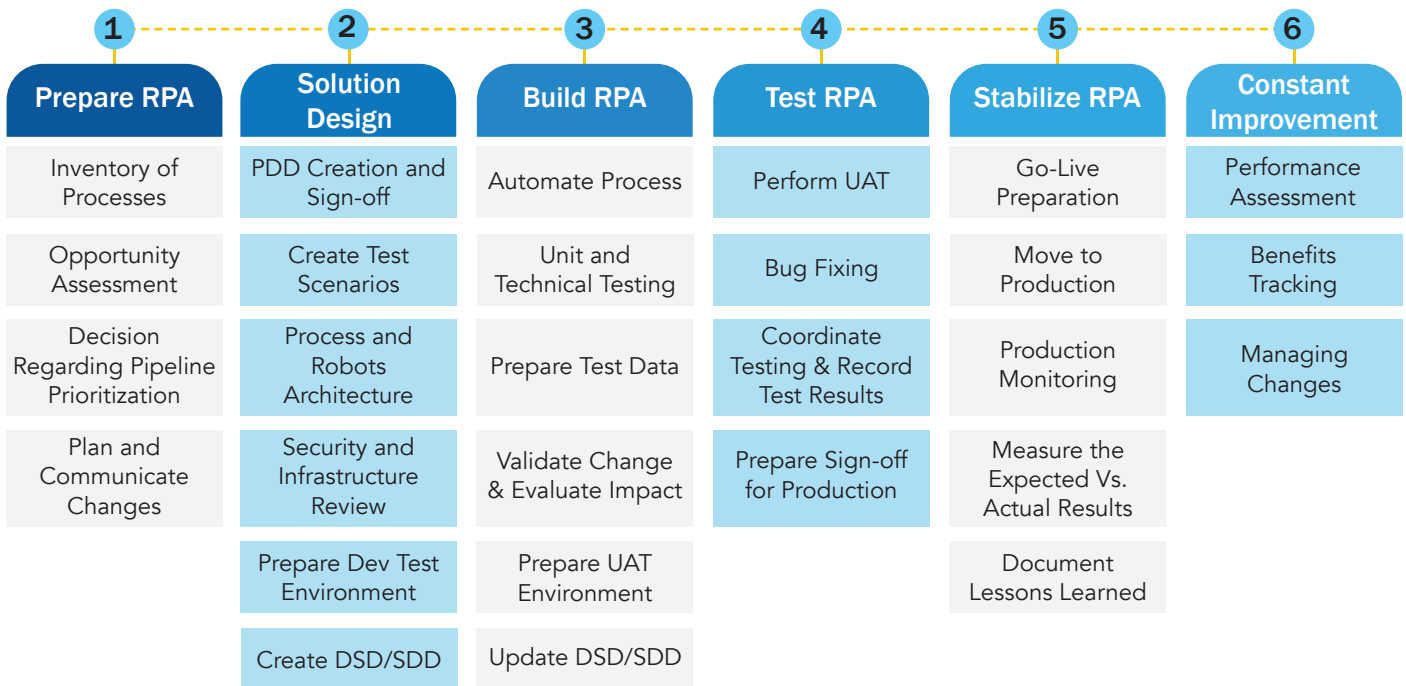 1
2
3
4
5
6
Prepare RPA
Inventory of
Processes
Opportunity
Assessment
Decision
Regarding Pipeline
Prioritization
Plan and
Communicate
Changes
Solution
Design
PDD Creation and
Sign-off
Create Test
Scenarios
Process and
Robots
Architecture
Security and
Infrastructure
Review
Prepare Dev Test
Environment
Create DSD/SDD
Build RPA
Automate Process
Unit and
Technical Testing
Prepare Test Data
Validate Change
& Evaluate Impact
Prepare UAT
Environment
Update DSD/SDD
Test RPA
Perform UAT
Bug Fixing
Coordinate
Testing & Record
Test Results
Prepare Sign-off
for Production
Stabilize RPA
Go-Live
Preparation
Move to
Production
Production
Monitoring
Measure the
Expected Vs.
Actual Results
Document
Lessons Learned
Constant
Improvement
Performance
Assessment
Benefits
Tracking
Managing
Changes